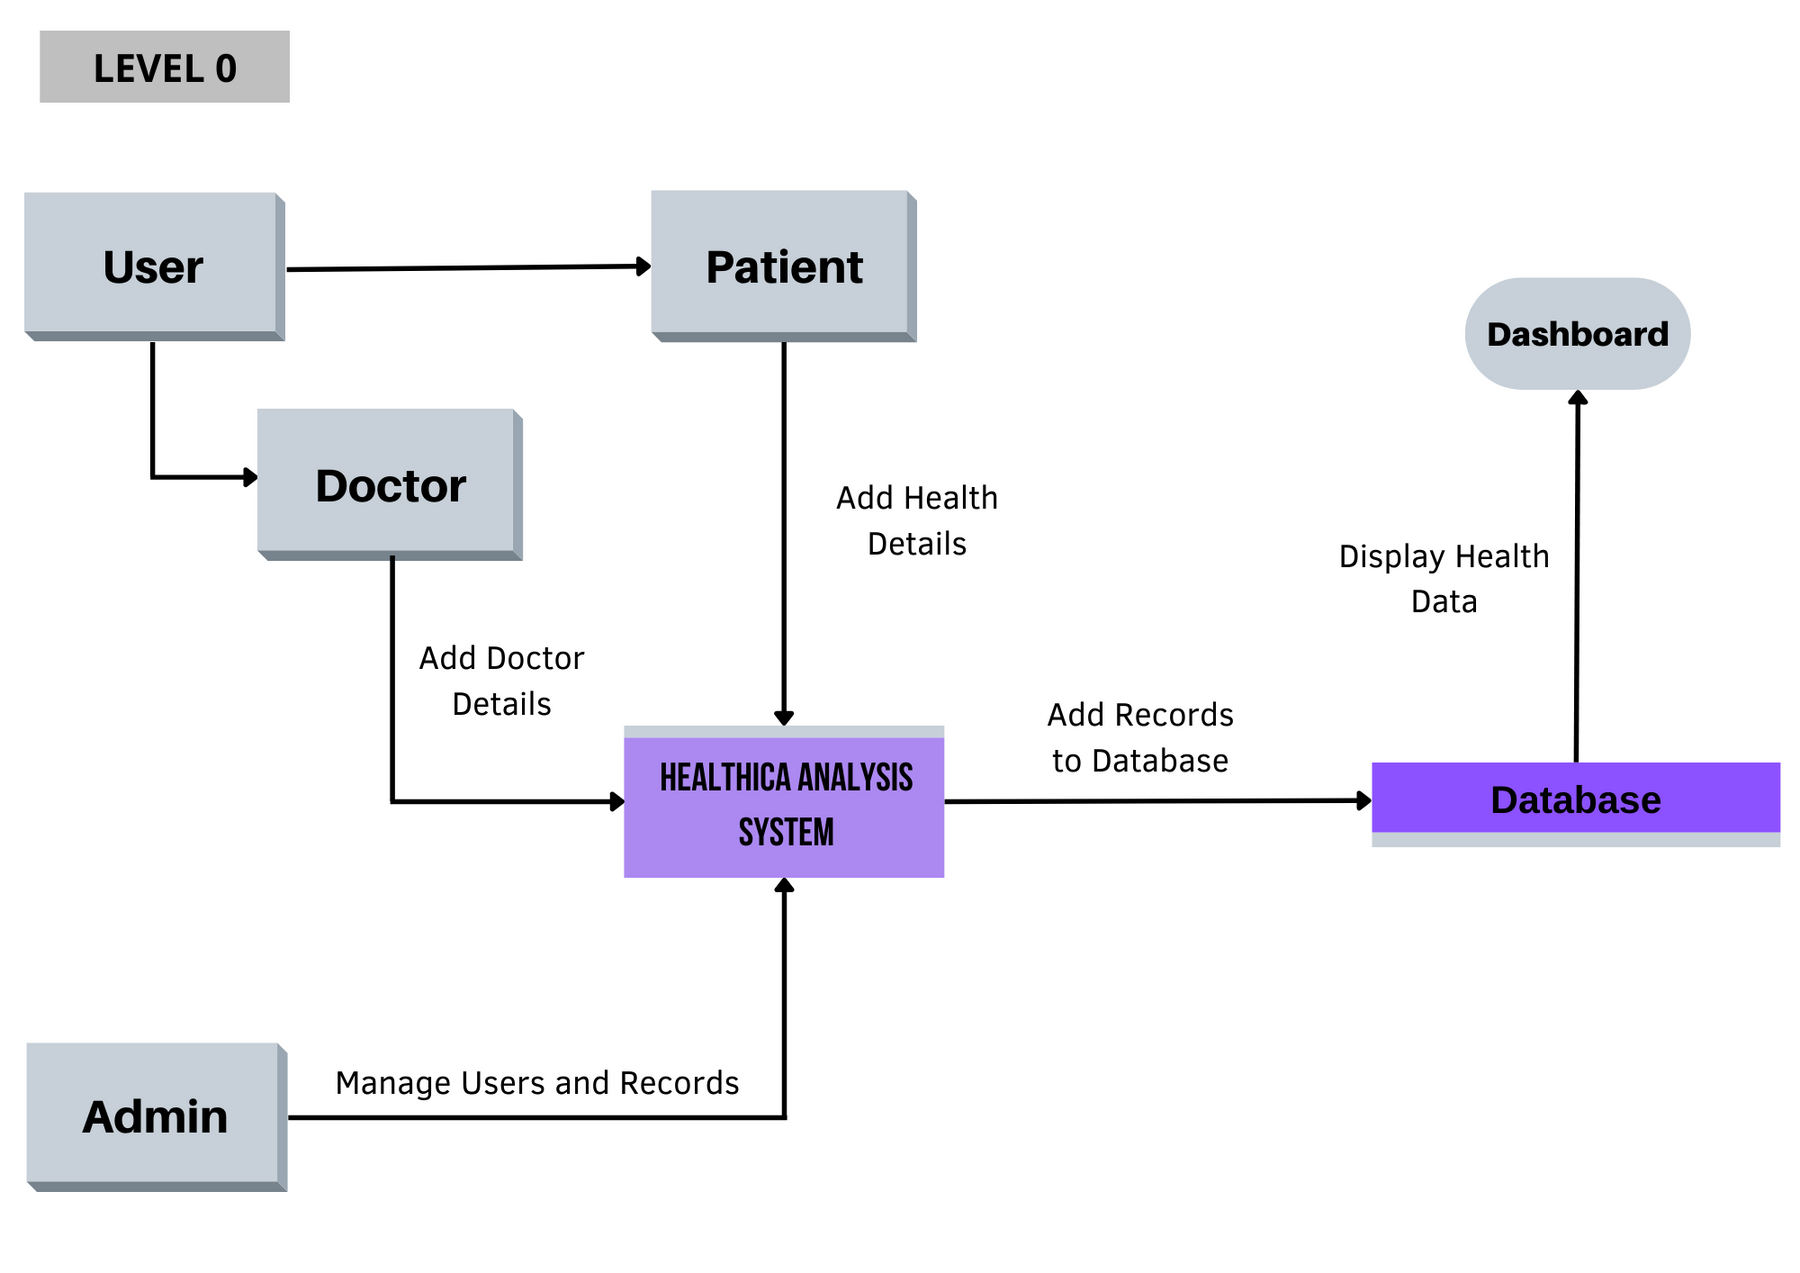 LEVEL 0
User
Patient
Dashboard
Doctor
Add Health
Details
Display Health
Data
Add Doctor
Details
Add Records
to Database
HEALTHICA ANALYSIS
SYSTEM
Database
Manage Users and Records
Admin